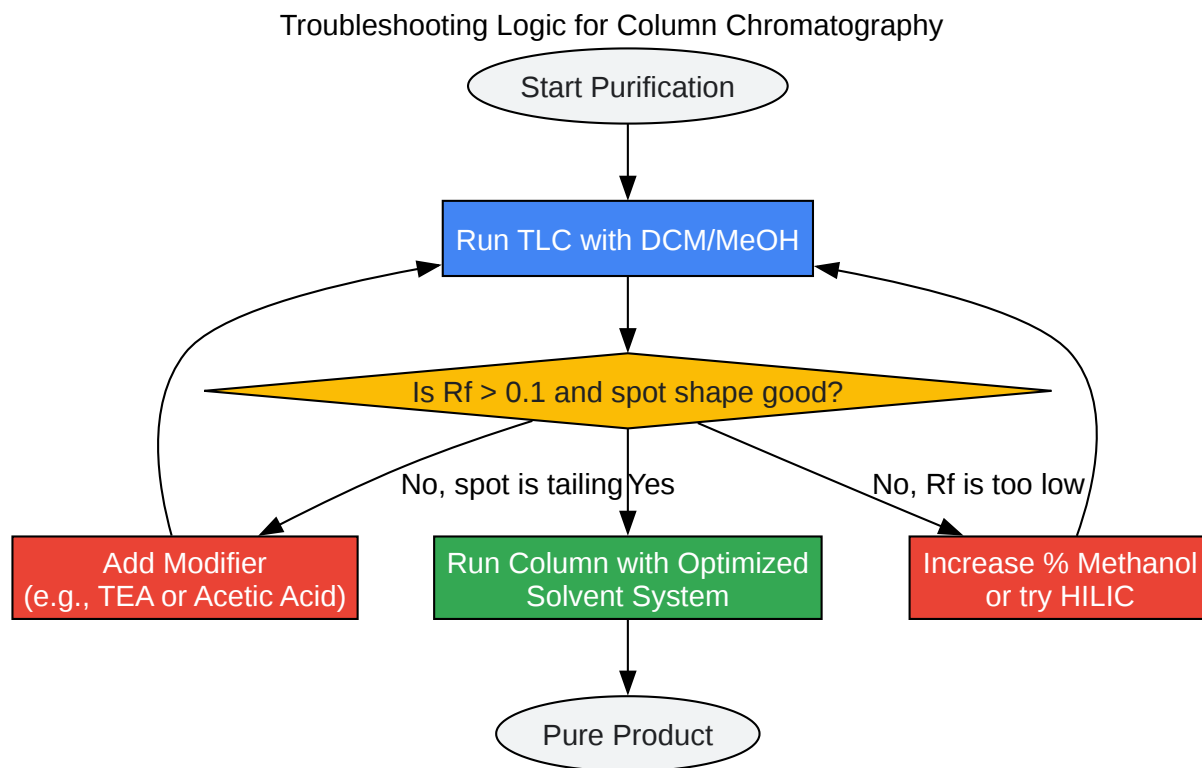 Troubleshooting Logic for Column Chromatography
Start Purification
Run TLC with DCM/MeOH
Is Rf > 0.1 and spot shape good?
No, spot is tailing
Yes
No, Rf is too low
Add Modifier
(e.g., TEA or Acetic Acid)
Run Column with Optimized
Solvent System
Increase % Methanol
or try HILIC
Pure Product